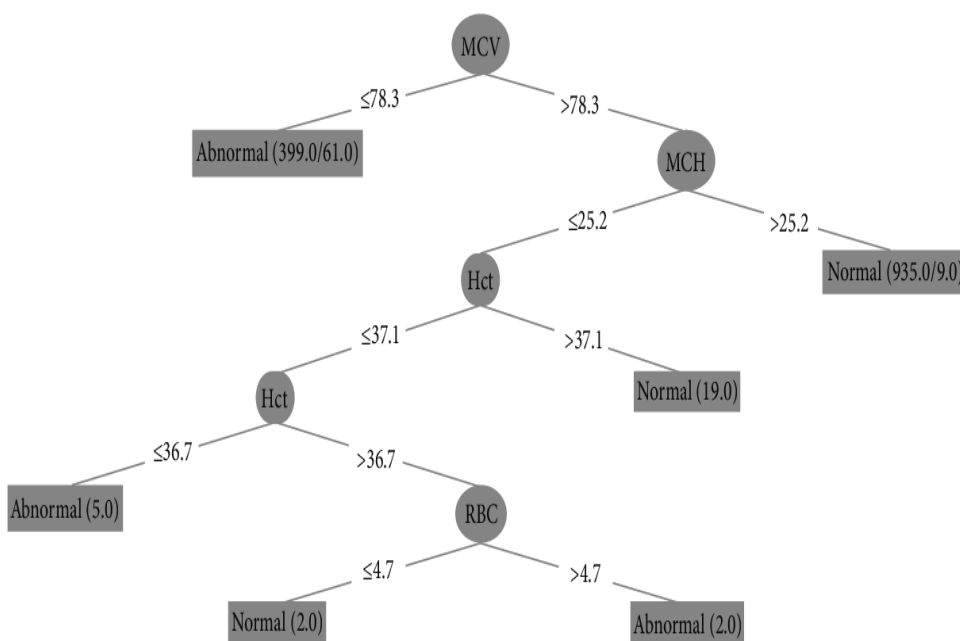 MCV
≤78.3
>78.3
Abnormal (399.0/61.0)
MCH
≤25.2
>25.2
Hct
Normal (935.0/9.0)
≤37.1
>37.1
Hct
Normal (19.0)
≤36.7
>36.7
Abnormal (5.0)
RBC
≤4.7
>4.7
Normal (2.0)
Abnormal (2.0)